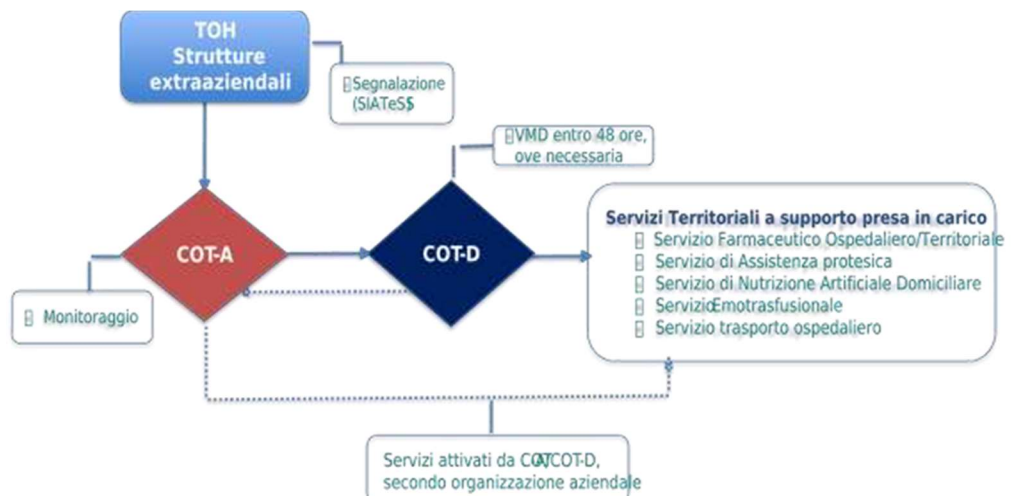 TOH
Strutture
extraaziendali
Segnalazione
(SIATeSS
VMD entro 48 ore,
ove necessaria
COT-A
COT-D
Monitoraggio
Servizi Territoriali a supporto presa in carico
Servizio Farmaceutico Ospedaliero/Territoriale
Servizio di Assistenza protesica
Servizio di Nutrizione Artificiale Domiciliare
Servizio Emotrasfusionale
Servizio trasporto ospedaliero
Servizi attivati da COT-A/COT-D,
secondo organizzazione aziendale